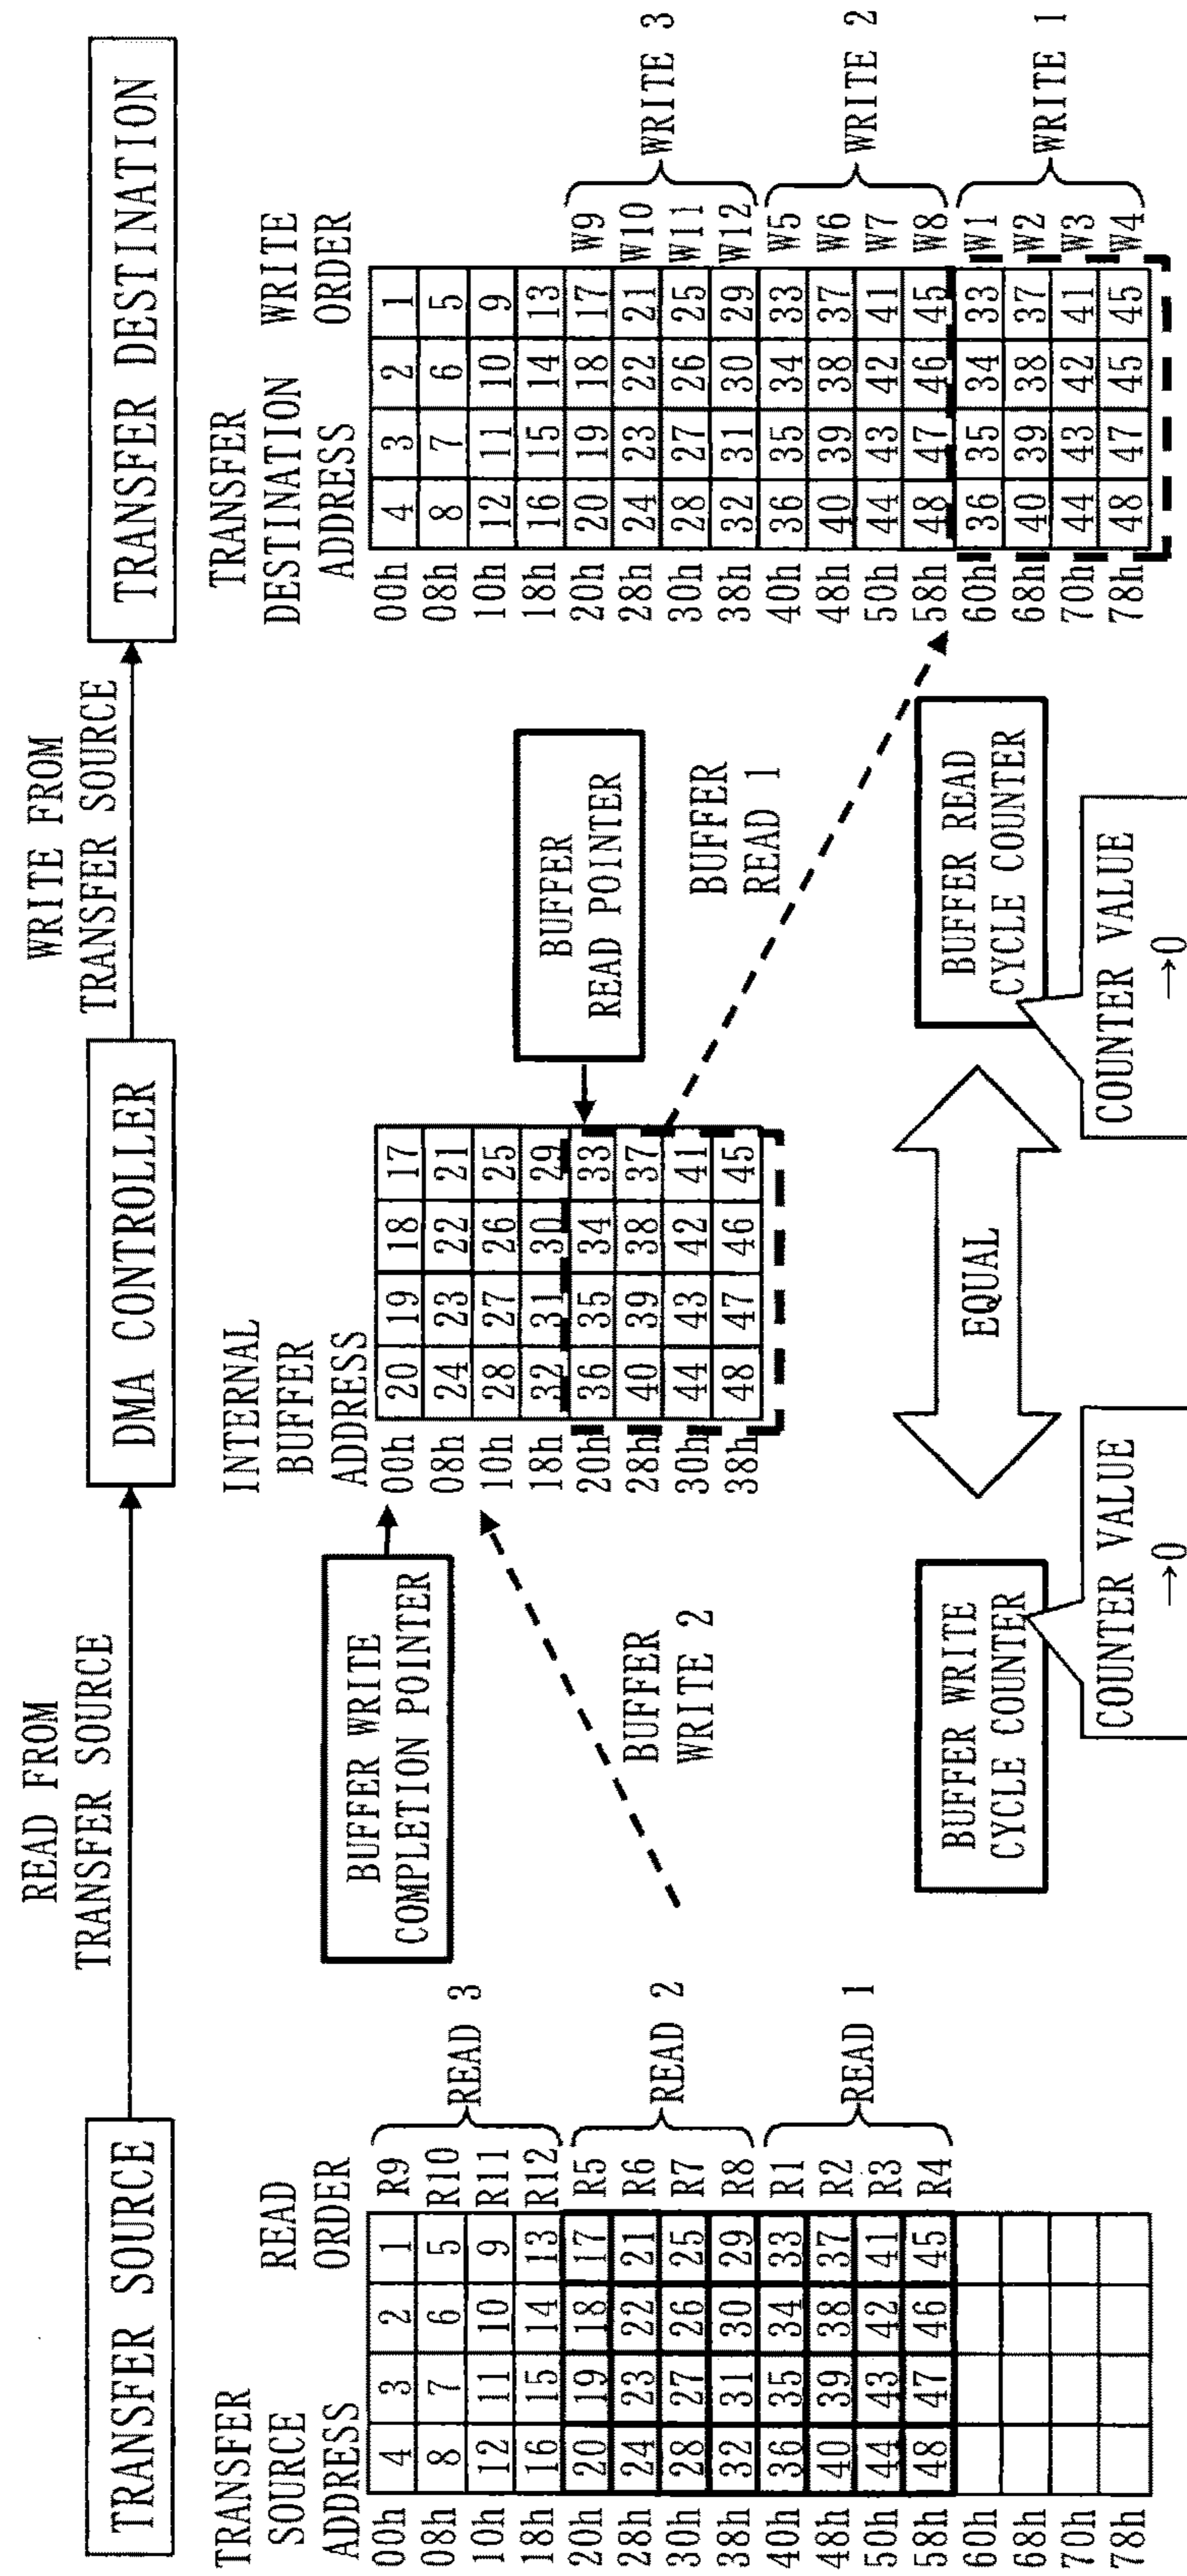 READ FROM
TRANSFER SOURCE
WRITE FROM
TRANSFER SOURCE
TRANSFER SOURCE
DMA CONTROLLER
TRANSFER DESTINATION
TRANSFER
SOURCE
ADDRESS
READ
ORDER
00h 4 3 2 1 R9
08h 8 7 6 5 R10
10h 12 11 10 9 R11
18h 16 15 14 13 R12
READ 3
20h 20 19 18 17 R5
28h 24 23 22 21 R6
30h 28 27 26 25 R7
38h 32 31 30 29 R8
READ 2
40h 36 35 34 33 R1
48h 40 39 38 37 R2
50h 44 43 42 41 R3
58h 48 47 46 45 R4
READ 1
60h
68h
70h
78h
BUFFER WRITE
COMPLETION POINTER
BUFFER
WRITE 2
INTERNAL
BUFFER
ADDRESS
00h 20 19 18 17
08h 24 23 22 21
10h 28 27 26 25
18h 32 31 30 29
20h 36 35 34 33
28h 40 39 38 37
30h 44 43 42 41
38h 48 47 46 45
BUFFER
READ POINTER
BUFFER
READ 1
BUFFER WRITE
CYCLE COUNTER
COUNTER VALUE
→0
EQUAL
BUFFER READ
CYCLE COUNTER
COUNTER VALUE
→0
TRANSFER
DESTINATION
ADDRESS
WRITE
ORDER
00h 4 3 2 1
08h 8 7 6 5
10h 12 11 10 9
18h 16 15 14 13
20h 20 19 18 17 W9
28h 24 23 22 21 W10
30h 28 27 26 25 W11
38h 32 31 30 29 W12
WRITE 3
40h 36 35 34 33 W5
48h 40 39 38 37 W6
50h 44 43 42 41 W7
58h 48 47 46 45 W8
WRITE 2
60h 36 35 34 33 W1
68h 40 39 38 37 W2
70h 44 43 42 41 W3
78h 48 47 45 45 W4
WRITE 1